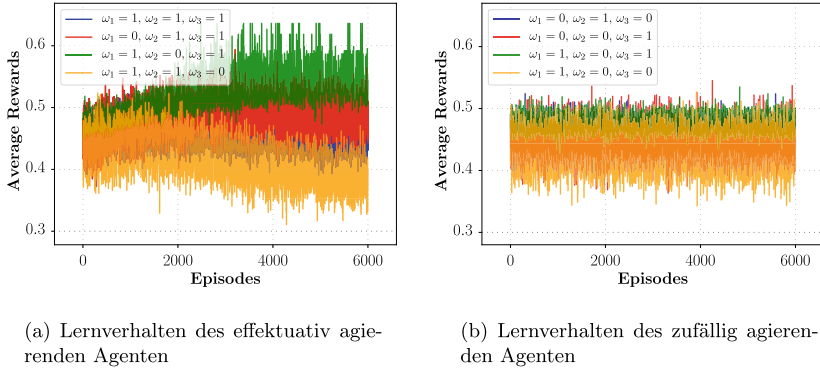 ω₁ = 1, ω₂ = 1, ω₃ = 1
ω₁ = 0, ω₂ = 1, ω₃ = 1
ω₁ = 1, ω₂ = 0, ω₃ = 1
ω₁ = 1, ω₂ = 1, ω₃ = 0
0.6
0.5
0.4
0.3
Average Rewards
0
2000
4000
6000
Episodes
(a) Lernverhalten des effektuativ agie-
renden Agenten
ω₁ = 0, ω₂ = 1, ω₃ = 0
ω₁ = 0, ω₂ = 0, ω₃ = 1
ω₁ = 1, ω₂ = 0, ω₃ = 1
ω₁ = 1, ω₂ = 0, ω₃ = 0
0.6
0.5
0.4
0.3
Average Rewards
0
2000
4000
6000
Episodes
(b) Lernverhalten des zufällig agieren-
den Agenten